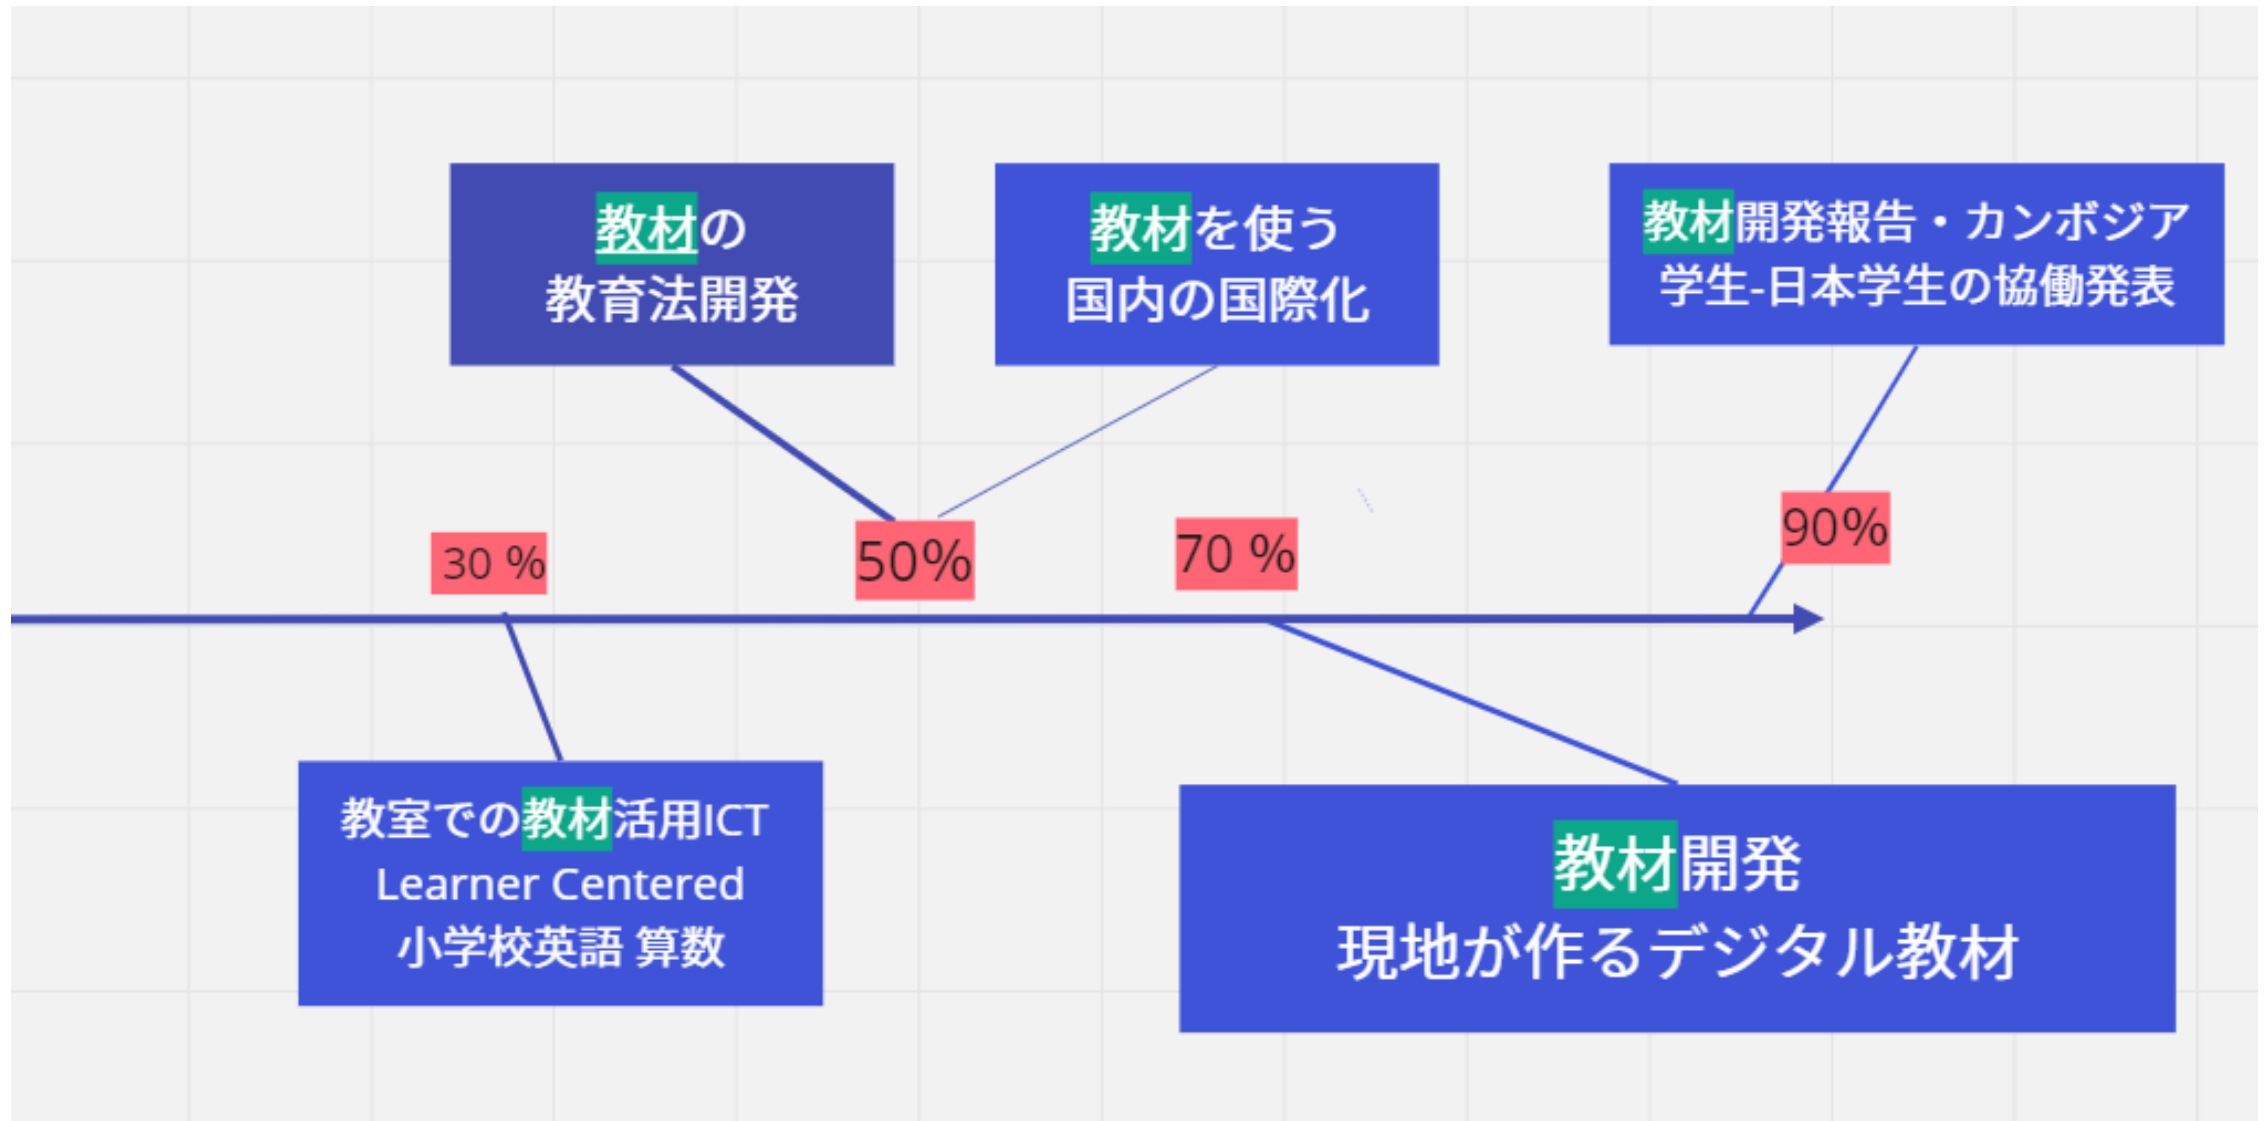 教材の
教育法開発
教材を使う
国内の国際化
教材開発報告・カンボジア
学生-日本学生の協働発表
30 %
50%
70 %
90%
教室での教材活用ICT
Learner Centered
小学校英語 算数
教材開発
現地が作るデジタル教材